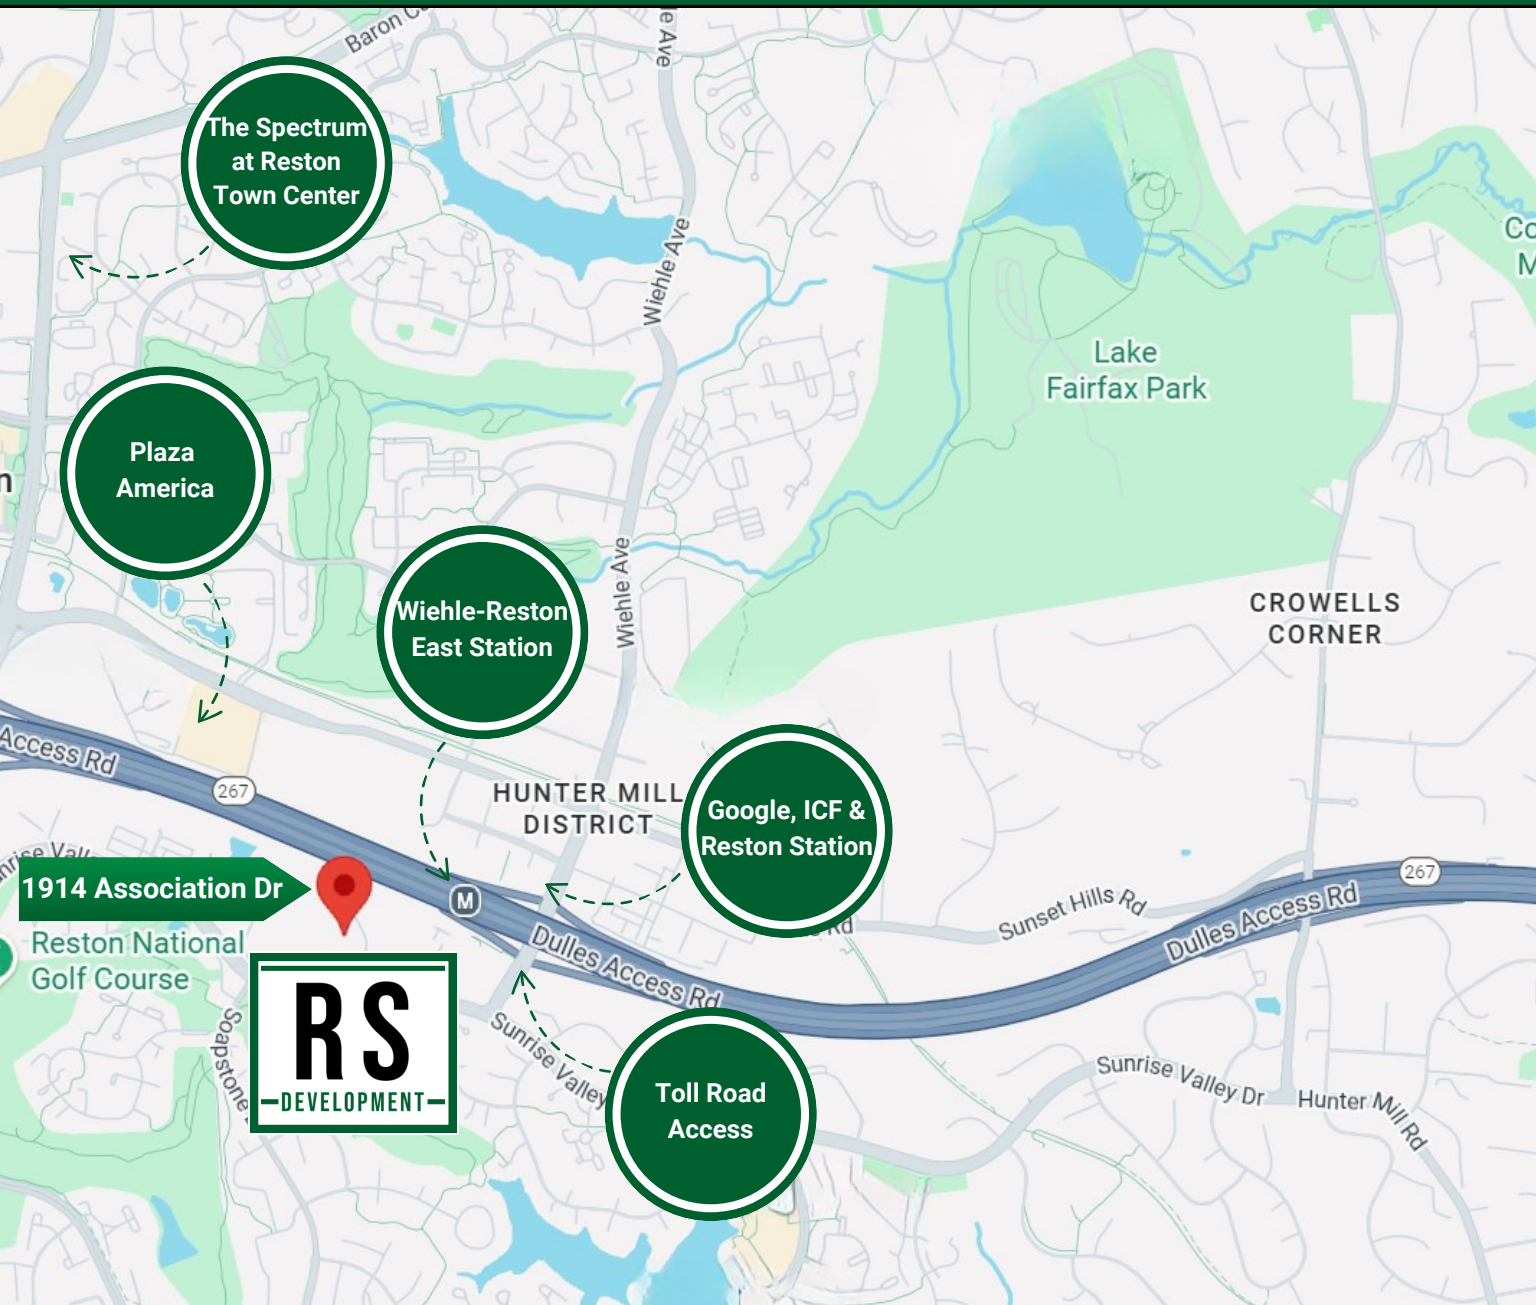 Baron C
le Ave
The Spectrum
at Reston
Town Center
Wiehle Ave
Co
M
Lake
Fairfax Park
Plaza
America
n
Wiehle Ave
Wiehle-Reston
East Station
CROWELLS
CORNER
Access Rd
267
HUNTER MILL
DISTRICT
Google, ICF &
Reston Station
nrise Valle
1914 Association Dr
M
267
Sunset Hills Rd
Rd
Dulles Access Rd
Reston National
Golf Course
Dulles Access Rd
RS
DEVELOPMENT
Soapstone
Sunrise Valley
Toll Road
Access
Sunrise Valley Dr
Hunter Mill Rd